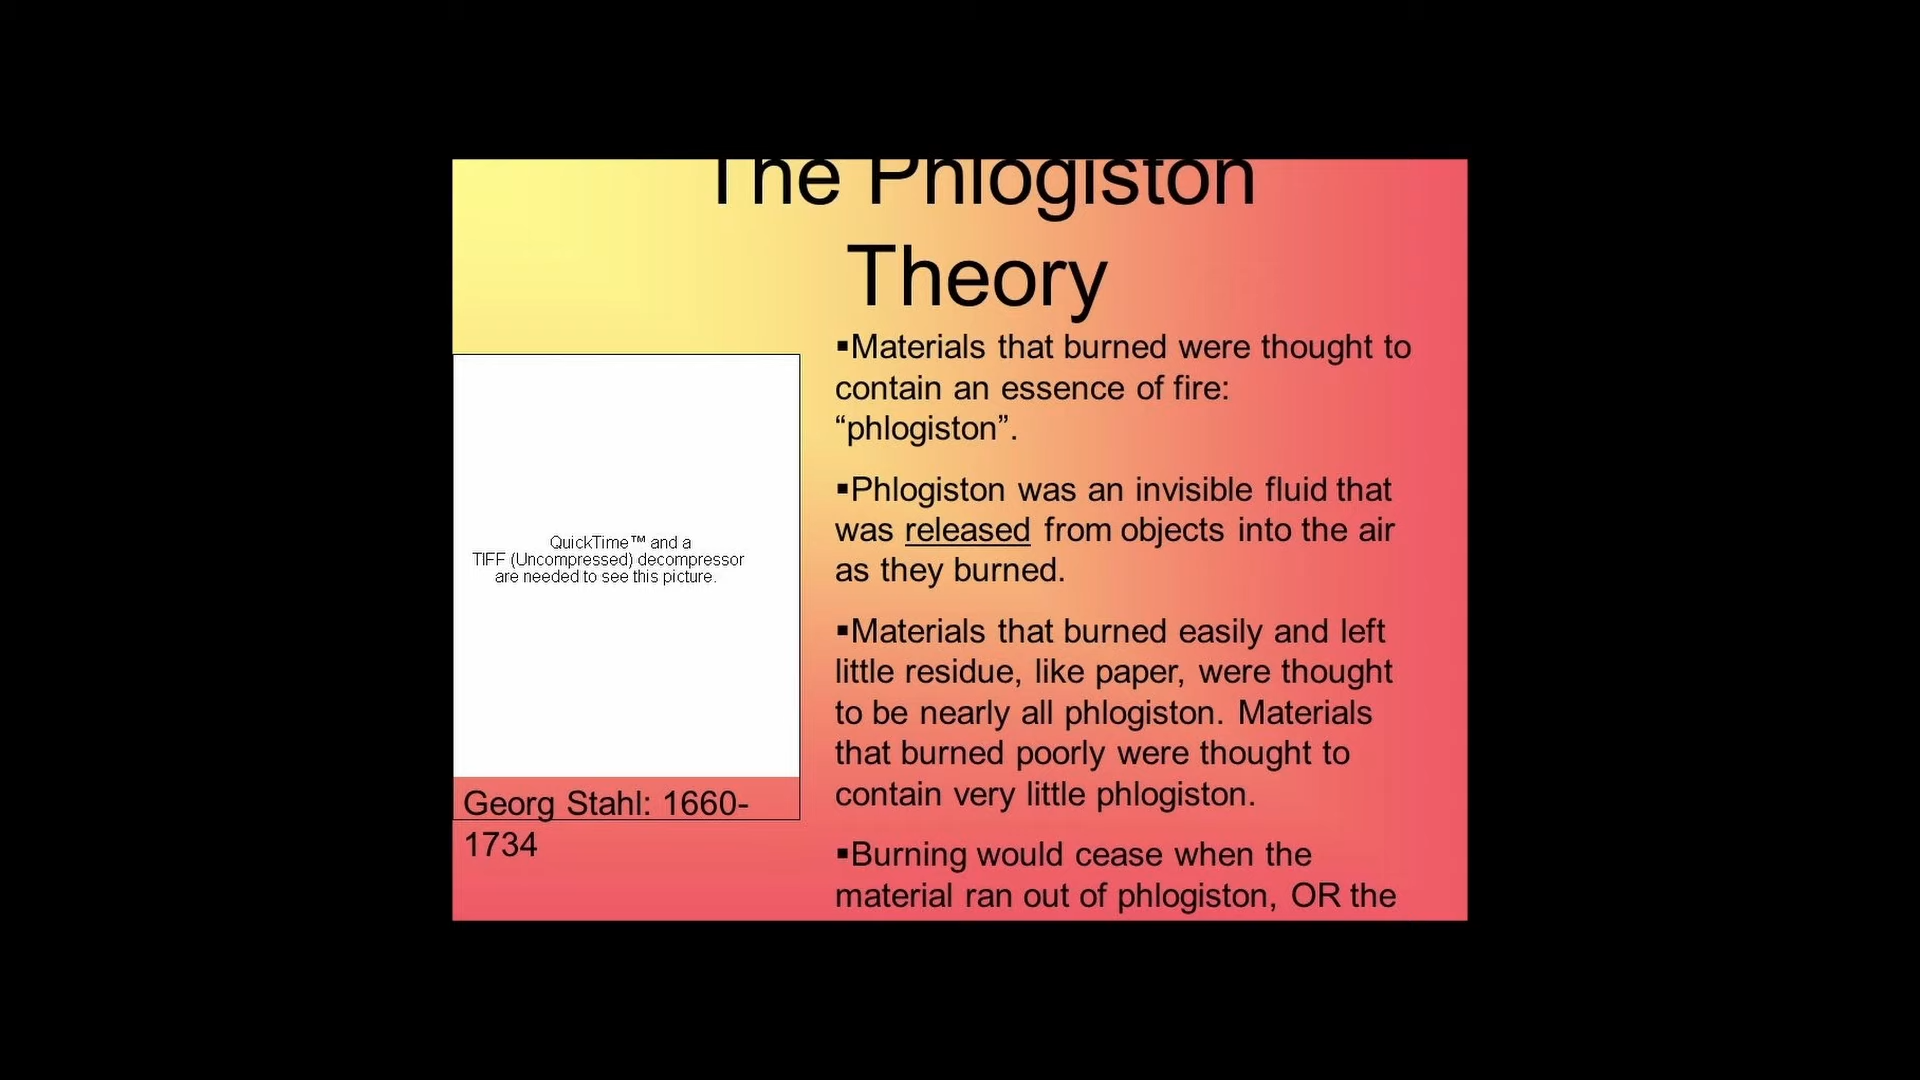 The Phlogiston
Theory
▪Materials that burned were thought to
contain an essence of fire:
“phlogiston”.
▪Phlogiston was an invisible fluid that
was released from objects into the air
as they burned.
▪Materials that burned easily and left
little residue, like paper, were thought
to be nearly all phlogiston. Materials
that burned poorly were thought to
contain very little phlogiston.
▪Burning would cease when the
material ran out of phlogiston, OR the
QuickTime™ and a
TIFF (Uncompressed) decompressor
are needed to see this picture.
Georg Stahl: 1660-
1734